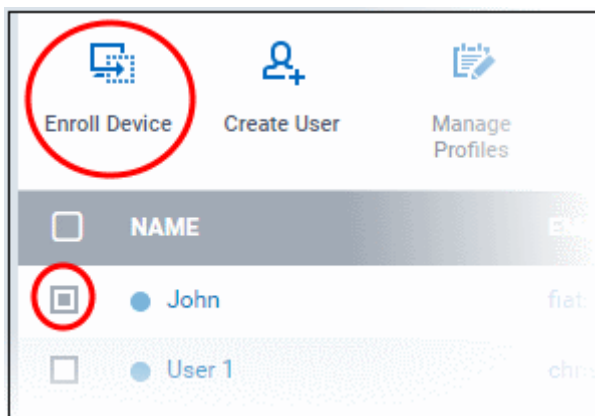 Enroll Device
Create User
Manage
Profiles
NAME
John
User 1